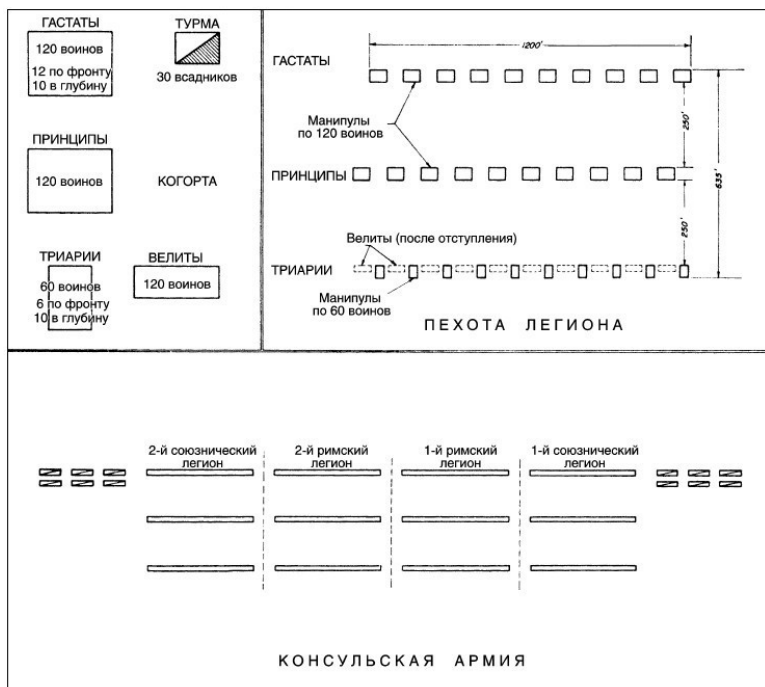 ГАСТАТЫ
120 воинов
12 по фронту
10 в глубину
ТУРМА
30 всадников
ПРИНЦИПЫ
120 воинов
КОГОРТА
ТРИАРИИ
60 воинов
6 по фронту
10 в глубину
ВЕЛИТЫ
120 воинов
1200'
ГАСТАТЫ
Манипулы
по 120 воинов
250'
635'
ПРИНЦИПЫ
250'
Велиты (после отступления)
ТРИАРИИ
Манипулы
по 60 воинов
ПЕХОТА ЛЕГИОНА
2-й союзнический
легион
2-й римский
легион
1-й римский
легион
1-й союзнический
легион
КОНСУЛЬСКАЯ АРМИЯ